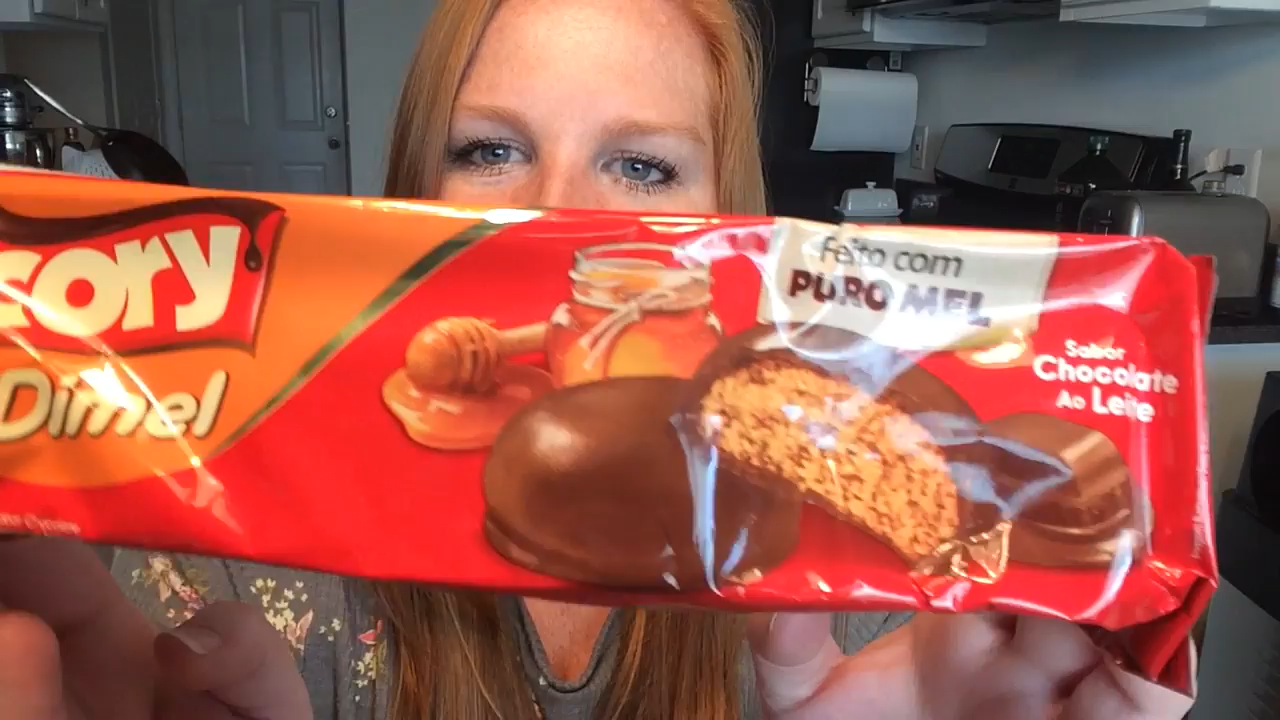 cory
Dimel
Feito com
PURO MEL
Sabor
Chocolate
Ao Leite